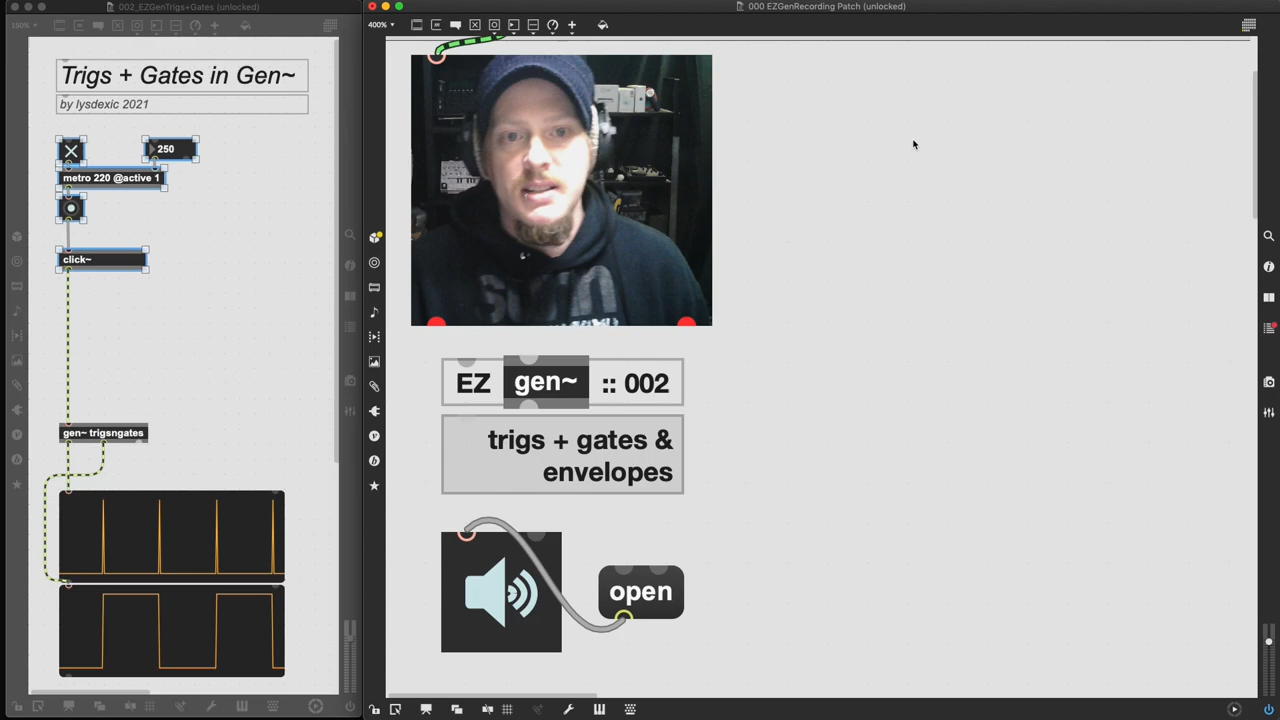 002_EZGenTrigs+Gates (unlocked)
150%
Trigs + Gates in Gen~
by lysdexic 2021
250
metro 220 @active 1
click~
gen~ trigsngates
000 EZGenRecording Patch (unlocked)
400%
EZ gen~ :: 002
trigs + gates &
envelopes
open